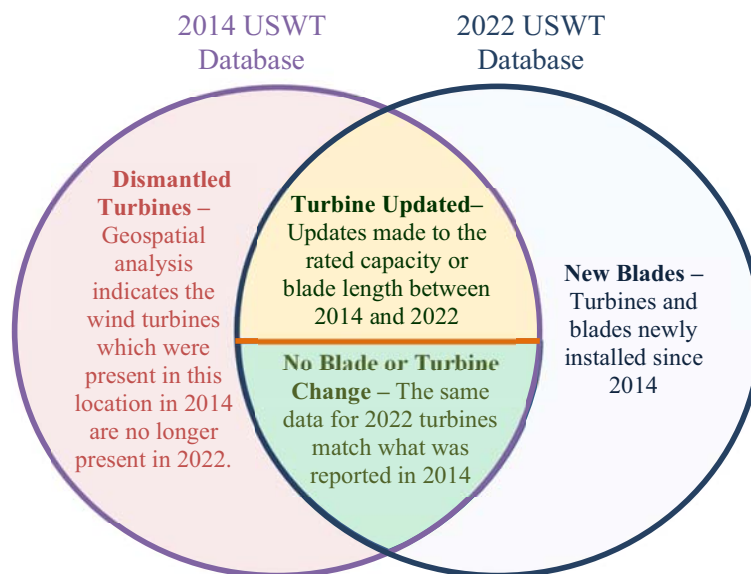 2014 USWT
Database
2022 USWT
Database
Dismantled
Turbines –
Geospatial
analysis
indicates the
wind turbines
which were
present in this
location in 2014
are no longer
present in 2022.
Turbine Updated–
Updates made to the
rated capacity or
blade length between
2014 and 2022
No Blade or Turbine
Change – The same
data for 2022 turbines
match what was
reported in 2014
New Blades –
Turbines and
blades newly
installed since
2014